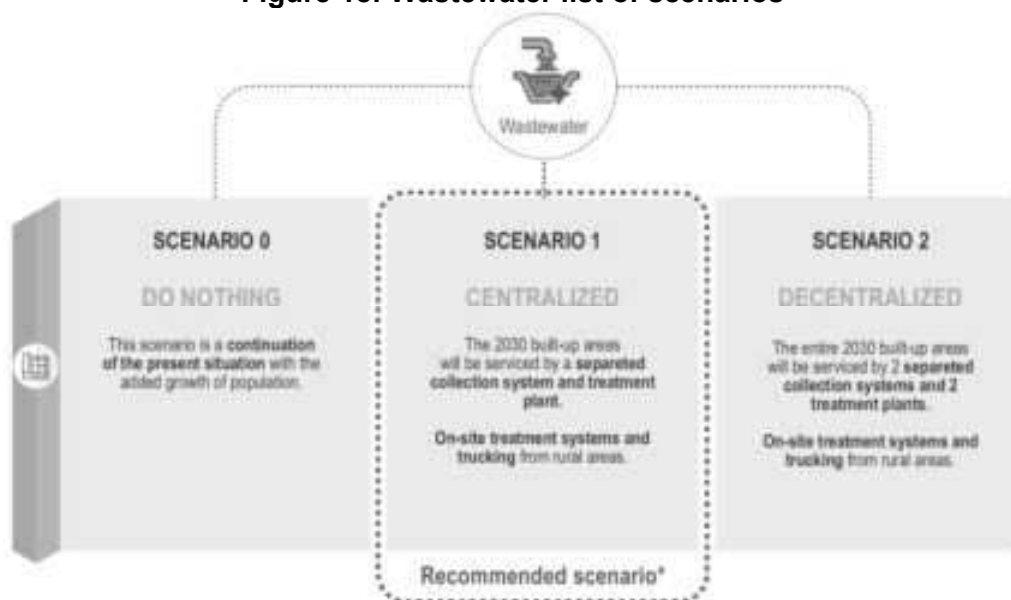 Wastewater list of scenarios
Wastewater
SCENARIO 0
DO NOTHING
This scenario is a continuation
of the present situation with the
added growth of population.
SCENARIO 1
CENTRALIZED
The 2030 built-up areas
will be serviced by a separeted
collection system and treatment
plant.
On-site treatment systems and
trucking from rural areas.
SCENARIO 2
DECENTRALIZED
The entire 2030 built-up areas
will be serviced by 2 separeted
collection systems and 2
treatment plants.
On-site treatment systems and
trucking from rural areas.
Recommended scenario*